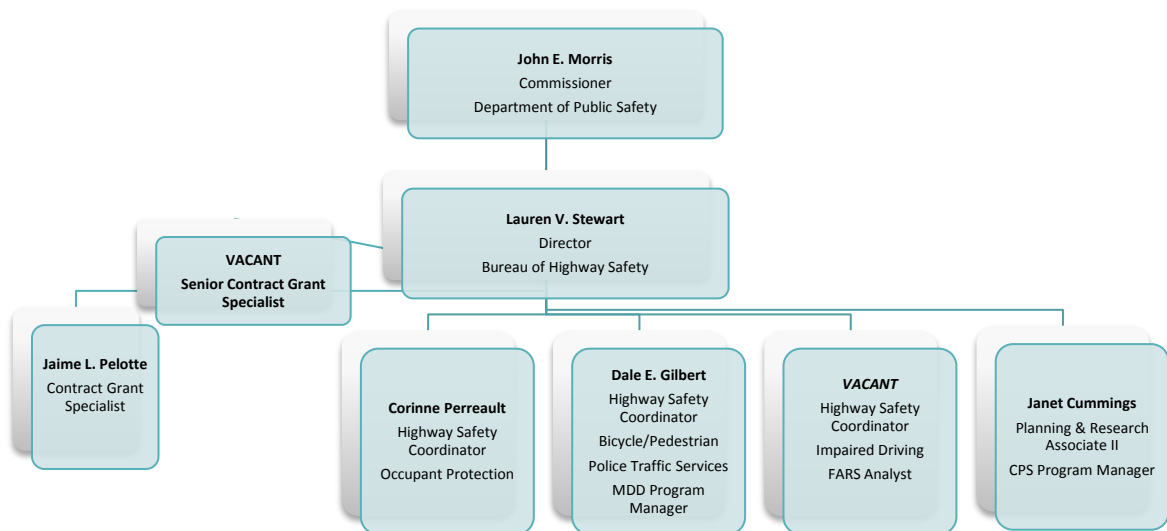 John E. Morris
Commissioner
Department of Public Safety
Lauren V. Stewart
Director
Bureau of Highway Safety
VACANT
Senior Contract Grant
Specialist
Jaime L. Pelotte
Contract Grant
Specialist
Corinne Perreault
Highway Safety
Coordinator
Occupant Protection
Dale E. Gilbert
Highway Safety
Coordinator
Bicycle/Pedestrian
Police Traffic Services
MDD Program
Manager
VACANT
Highway Safety
Coordinator
Impaired Driving
FARS Analyst
Janet Cummings
Planning & Research
Associate II
CPS Program Manager